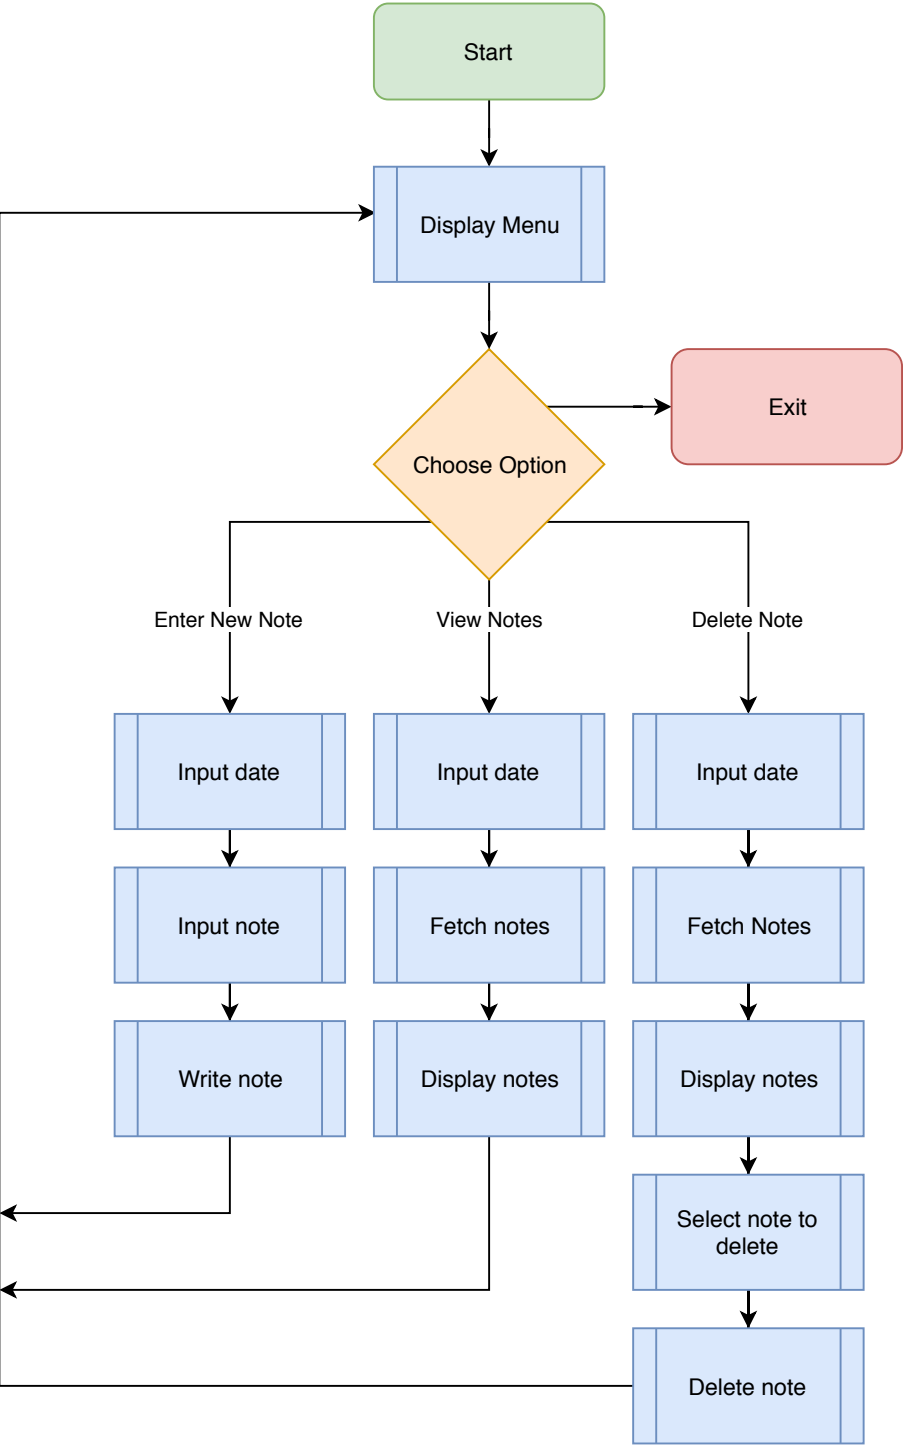 Start
Display Menu
Exit
Choose Option
Enter New Note
View Notes
Delete Note
Input date
Input date
Input date
Input note
Fetch notes
Fetch Notes
Write note
Display notes
Display notes
Select note to
delete
Delete note